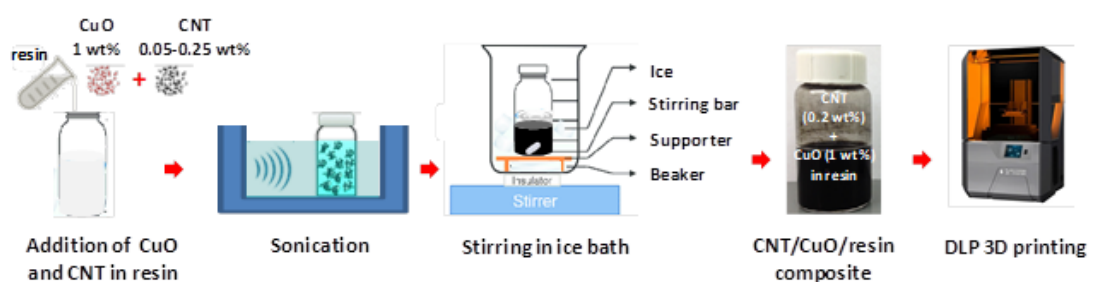 CuO
1 wt%
CNT
0.05-0.25 wt%
resin
+
Ice
Stirring bar
Supporter
Beaker
Insulator
Stirrer
CNT
(0.2 wt%)
+
CuO (1 wt%)
in resin
Addition of CuO
and CNT in resin
Sonication
Stirring in ice bath
CNT/CuO/resin
composite
DLP 3D printing